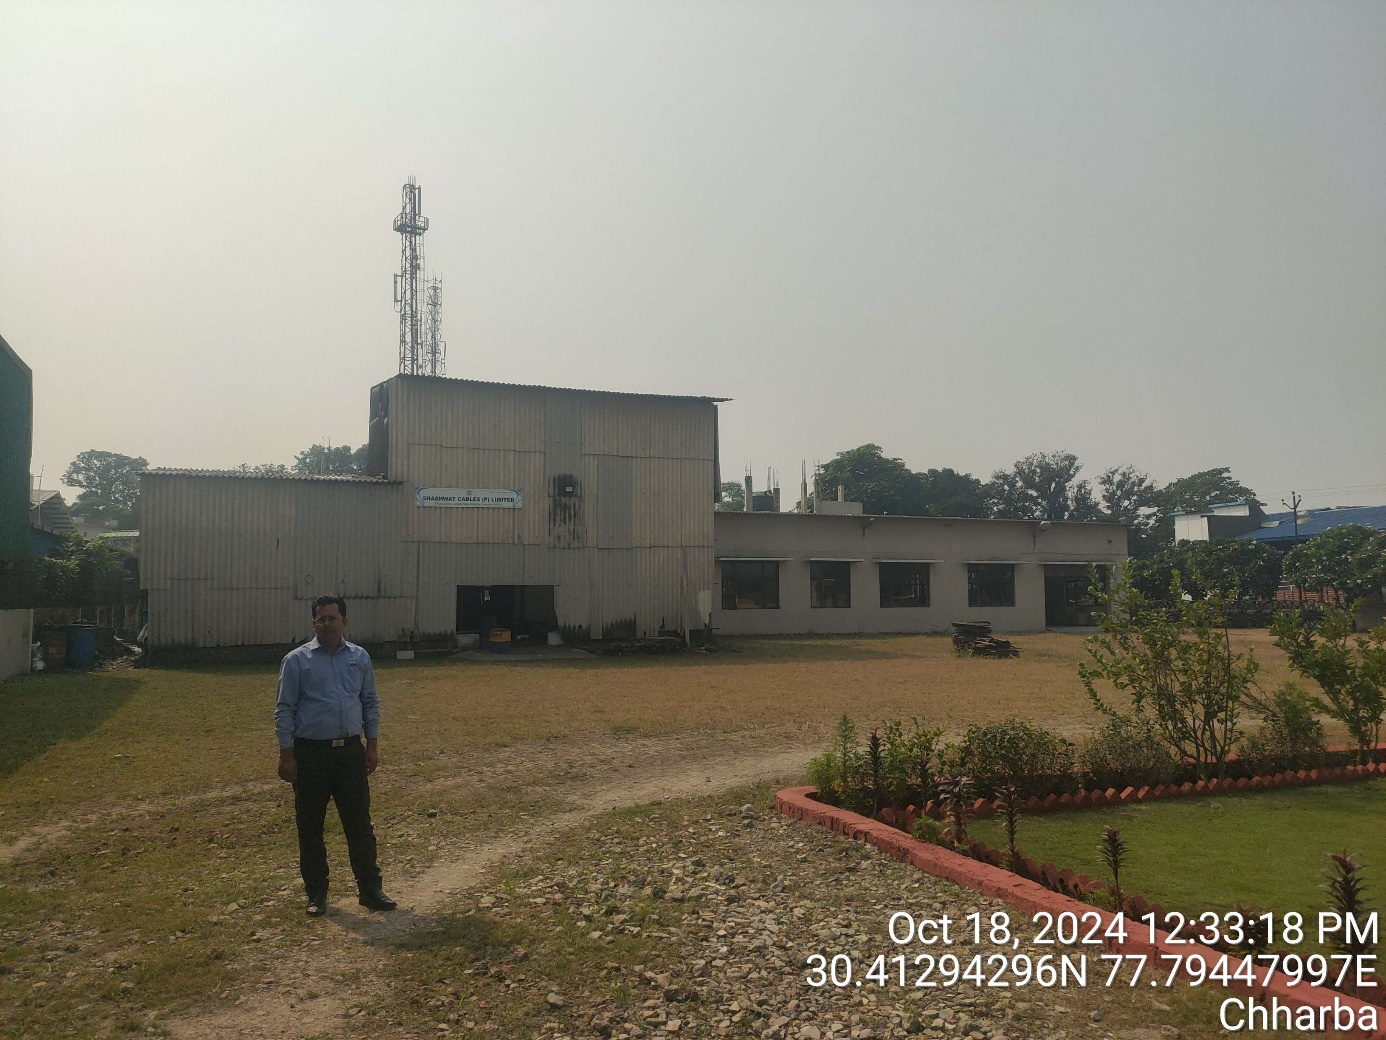 SHASHWAT CABLES (P) LIMITED
Oct 18, 2024 12:33:18 PM
30.41294296N 77.79447997E
Chharba